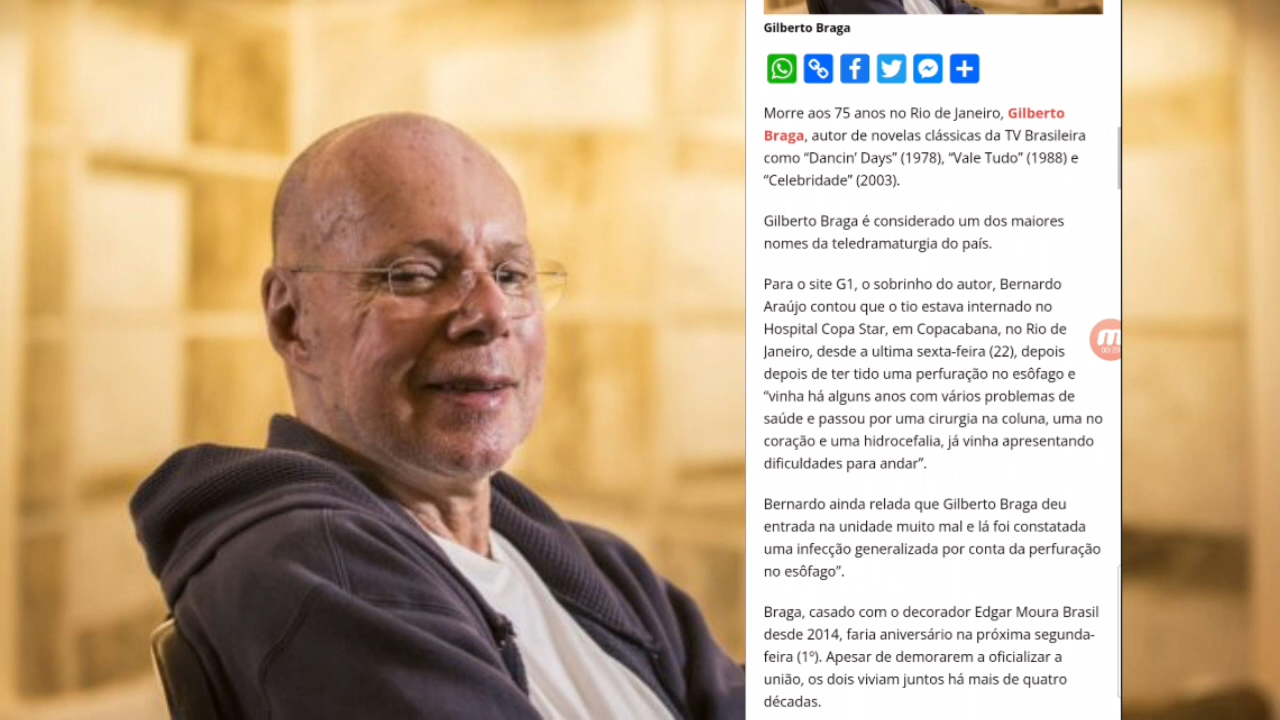 Gilberto Braga
Morre aos 75 anos no Rio de Janeiro, Gilberto
Braga, autor de novelas clássicas da TV Brasileira
como “Dancin’ Days” (1978), “Vale Tudo” (1988) e
“Celebridade” (2003).
Gilberto Braga é considerado um dos maiores
nomes da teledramaturgia do país.
Para o site G1, o sobrinho do autor, Bernardo
Araújo contou que o tio estava internado no
Hospital Copa Star, em Copacabana, no Rio de
Janeiro, desde a ultima sexta-feira (22), depois
depois de ter tido uma perfuração no esôfago e
“vinha há alguns anos com vários problemas de
saúde e passou por uma cirurgia na coluna, uma no
coração e uma hidrocefalia, já vinha apresentando
dificuldades para andar”.
Bernardo ainda relada que Gilberto Braga deu
entrada na unidade muito mal e lá foi constatada
uma infecção generalizada por conta da perfuração
no esôfago”.
Braga, casado com o decorador Edgar Moura Brasil
desde 2014, faria aniversário na próxima segunda-
feira (1º). Apesar de demorarem a oficializar a
união, os dois viviam juntos há mais de quatro
décadas.